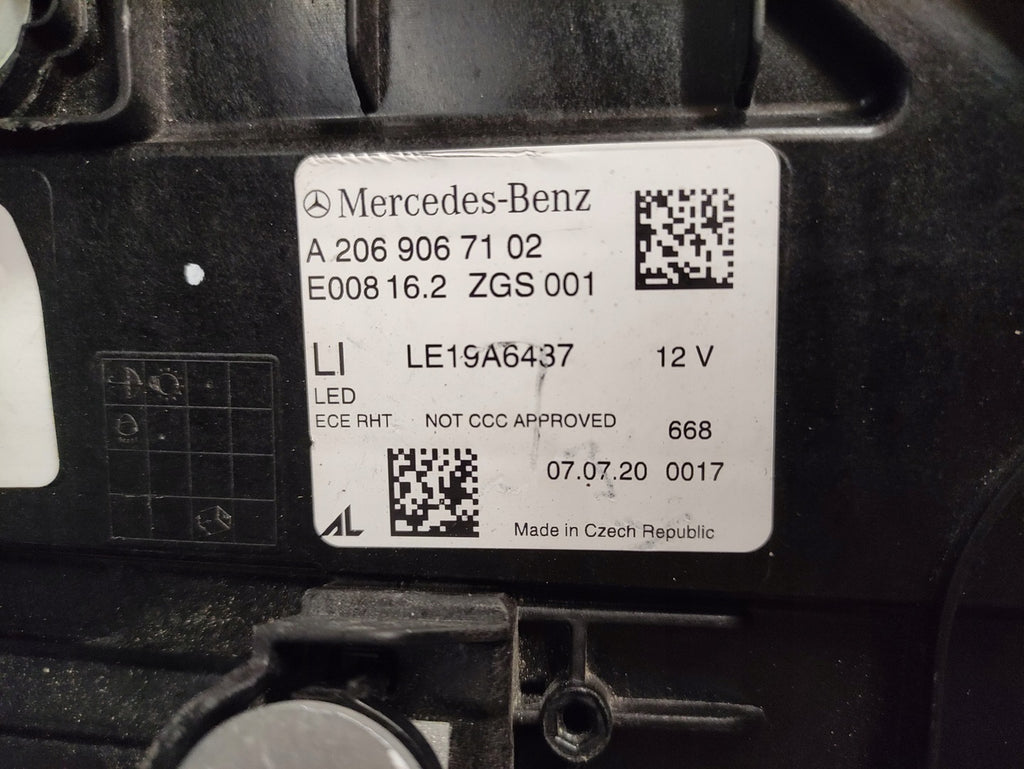 Mercedes-Benz
A 206 906 71 02
E008 16.2 ZGS 001
LI LE19A6437 12 V
LED
ECE RHT NOT CCC APPROVED 668
07.07.20 0017
AL Made in Czech Republic